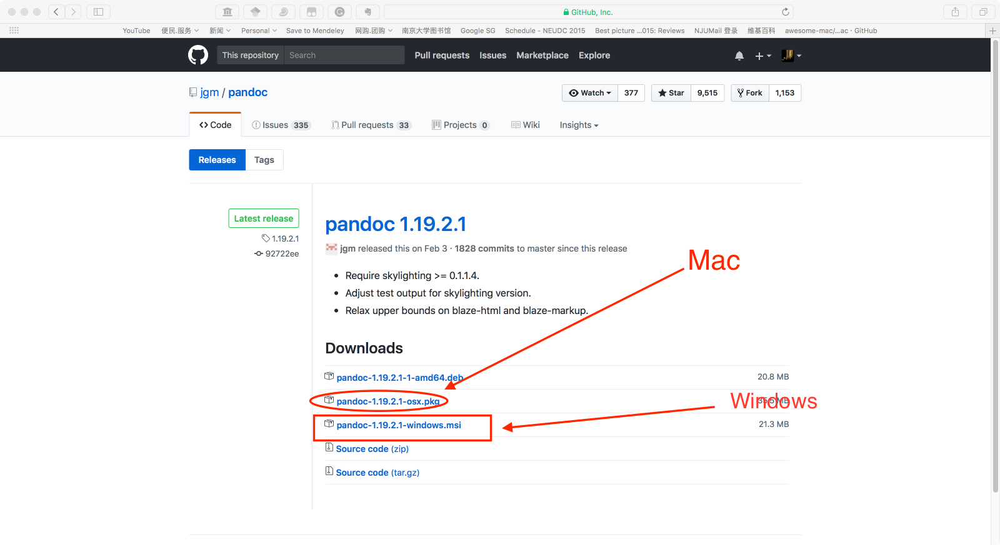 GitHub, Inc.
YouTube 便民.服务 新闻 Personal Save to Mendeley 网购.团购 南京大学图书馆 Google SG Schedule - NEUDC 2015 Best picture ...015: Reviews NJUMail 登录 维基百科 awesome-mac/...ac · GitHub
This repository Search Pull requests Issues Marketplace Explore
jgm / pandoc Watch 377 Star 9,515 Fork 1,153
Code Issues 335 Pull requests 33 Projects 0 Wiki Insights
Releases Tags
Latest release
1.19.2.1
92722ee
pandoc 1.19.2.1
jgm released this on Feb 3 · 1828 commits to master since this release
Mac
• Require skylighting >= 0.1.1.4.
• Adjust test output for skylighting version.
• Relax upper bounds on blaze-html and blaze-markup.
Downloads
pandoc-1.19.2.1-1-amd64.deb 20.8 MB
pandoc-1.19.2.1-osx.pkg MB
Windows
pandoc-1.19.2.1-windows.msi 21.3 MB
Source code (zip)
Source code (tar.gz)